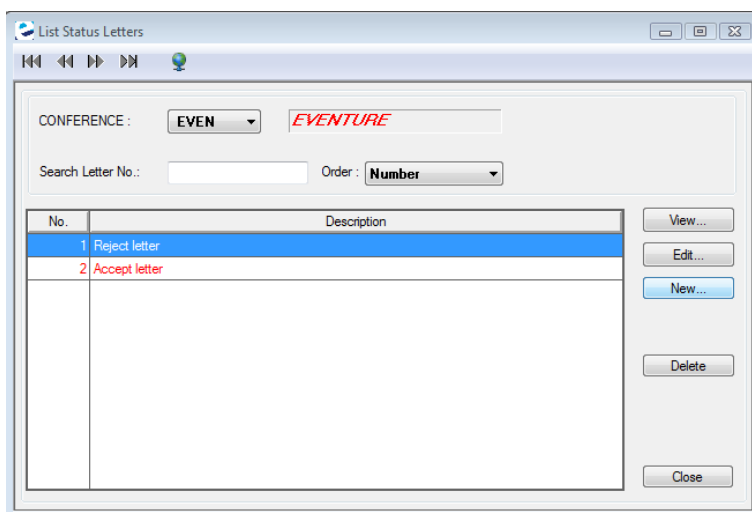 List Status Letters
CONFERENCE : EVEN EVENTURE
Search Letter No.: Order : Number
No. Description
1 Reject letter
2 Accept letter
View...
Edit...
New...
Delete
Close